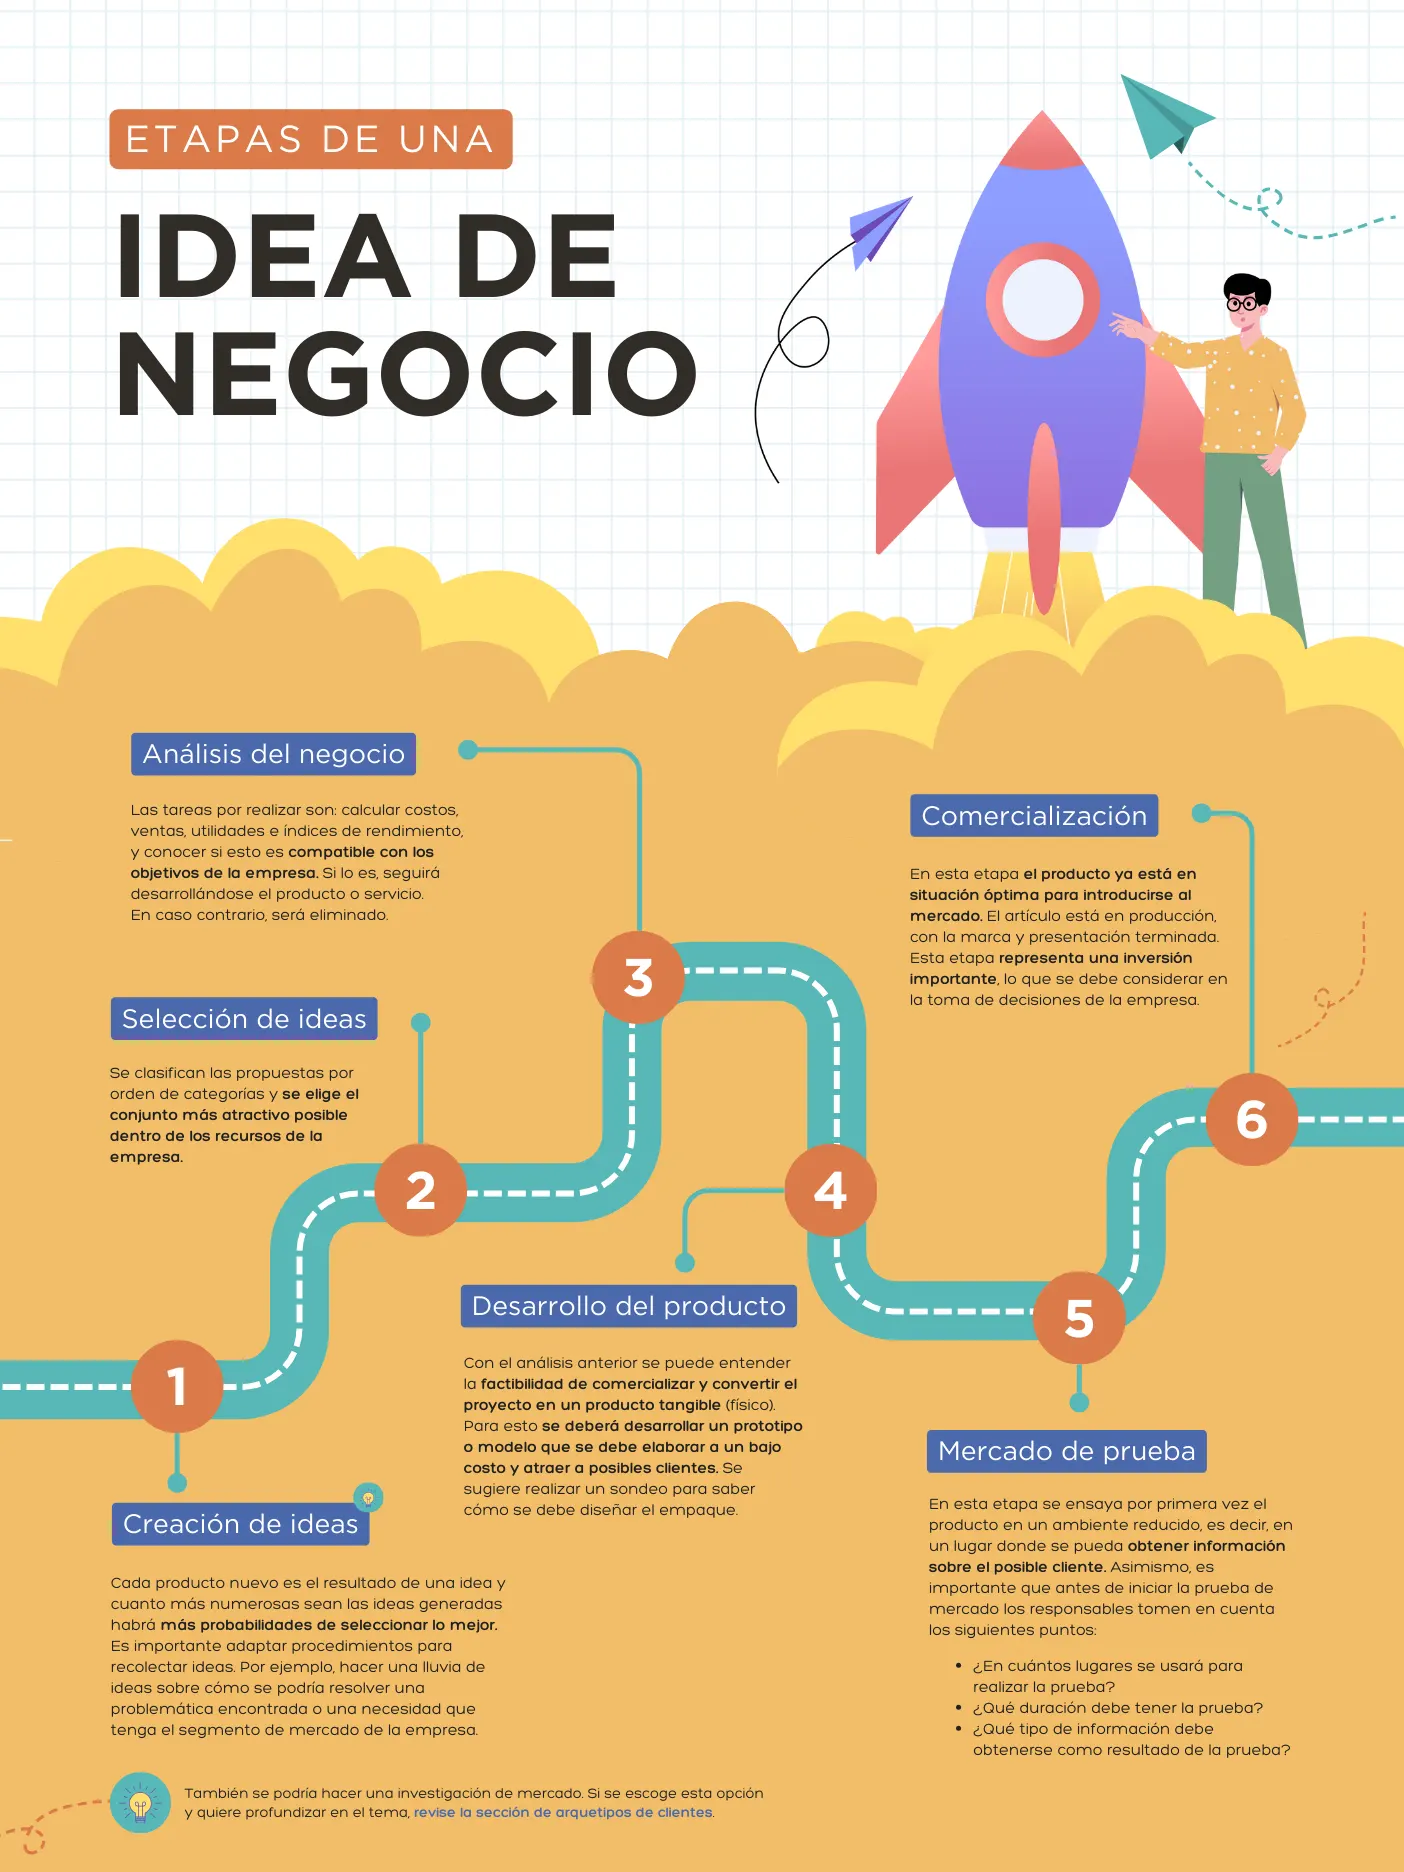 ETAPAS DE UNA
IDEA DE
NEGOCIO
Análisis del negocio
Las tareas por realizar son: calcular costos,
ventas, utilidades e índices de rendimiento,
y conocer si esto es compatible con los
objetivos de la empresa. Si lo es, seguirá
desarrollándose el producto o servicio.
En caso contrario, será eliminado.
Comercialización
En esta etapa el producto ya está en
situación óptima para introducirse al
mercado. El artículo está en producción,
con la marca y presentación terminada.
Esta etapa representa una inversión
importante, lo que se debe considerar en
la toma de decisiones de la empresa.
3
Selección de ideas
Se clasifican las propuestas por
orden de categorías y se elige el
conjunto más atractivo posible
dentro de los recursos de la
empresa.
6
2
4
Desarrollo del producto
Con el análisis anterior se puede entender
la factibilidad de comercializar y convertir el
proyecto en un producto tangible (físico).
Para esto se deberá desarrollar un prototipo
o modelo que se debe elaborar a un bajo
costo y atraer a posibles clientes. Se
sugiere realizar un sondeo para saber
cómo se debe diseñar el empaque.
5
1
Mercado de prueba
En esta etapa se ensaya por primera vez el
producto en un ambiente reducido, es decir, en
un lugar donde se pueda obtener información
sobre el posible cliente. Asimismo, es
importante que antes de iniciar la prueba de
mercado los responsables tomen en cuenta
los siguientes puntos:
• ¿En cuántos lugares se usará para
realizar la prueba?
• ¿Qué duración debe tener la prueba?
• ¿Qué tipo de información debe
obtenerse como resultado de la prueba?
Creación de ideas
Cada producto nuevo es el resultado de una idea y
cuanto más numerosas sean las ideas generadas
habrá más probabilidades de seleccionar lo mejor.
Es importante adaptar procedimientos para
recolectar ideas. Por ejemplo, hacer una lluvia de
ideas sobre cómo se podría resolver una
problemática encontrada o una necesidad que
tenga el segmento de mercado de la empresa.
También se podría hacer una investigación de mercado. Si se escoge esta opción
y quiere profundizar en el tema, revise la sección de arquetipos de clientes.